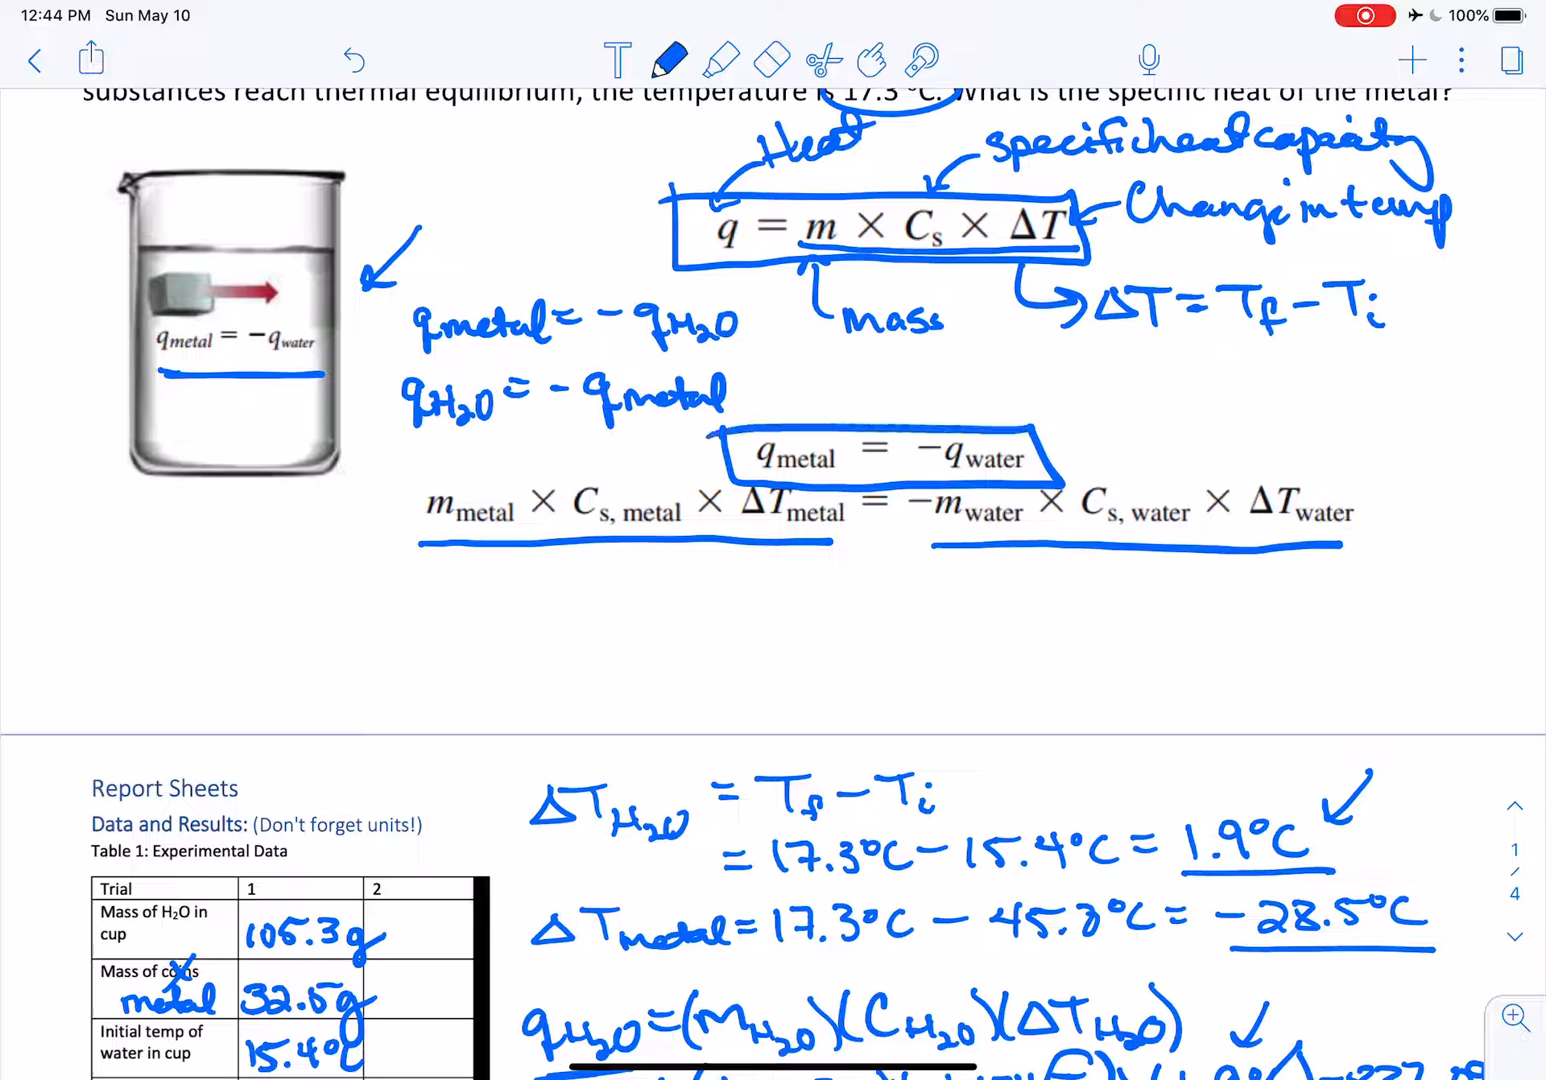 12:44 PM Sun May 10
100%
substances reach thermal equilibrium, the temperature is 17.3 °C. What is the specific heat of the metal?
Heat
specific heat capacity
q = m × Cs × ΔT
Change in temp
mass
ΔT = Tf - Ti
qmetal = -qwater
qmetal = -qH2O
qH2O = -qmetal
qmetal = -qwater
mmetal × Cs, metal × ΔTmetal = -mwater × Cs, water × ΔTwater
Report Sheets
Data and Results: (Don't forget units!)
Table 1: Experimental Data
Trial 1 2
Mass of H2O in cup 105.3g
Mass of coins
metal 32.5g
Initial temp of water in cup 15.4°C
ΔTH2O = Tf - Ti
= 17.3°C - 15.4°C = 1.9°C
ΔTmetal = 17.3°C - 45.8°C = -28.5°C
qH2O = (mH2O)(CH2O)(ΔTH2O)
1
/
4